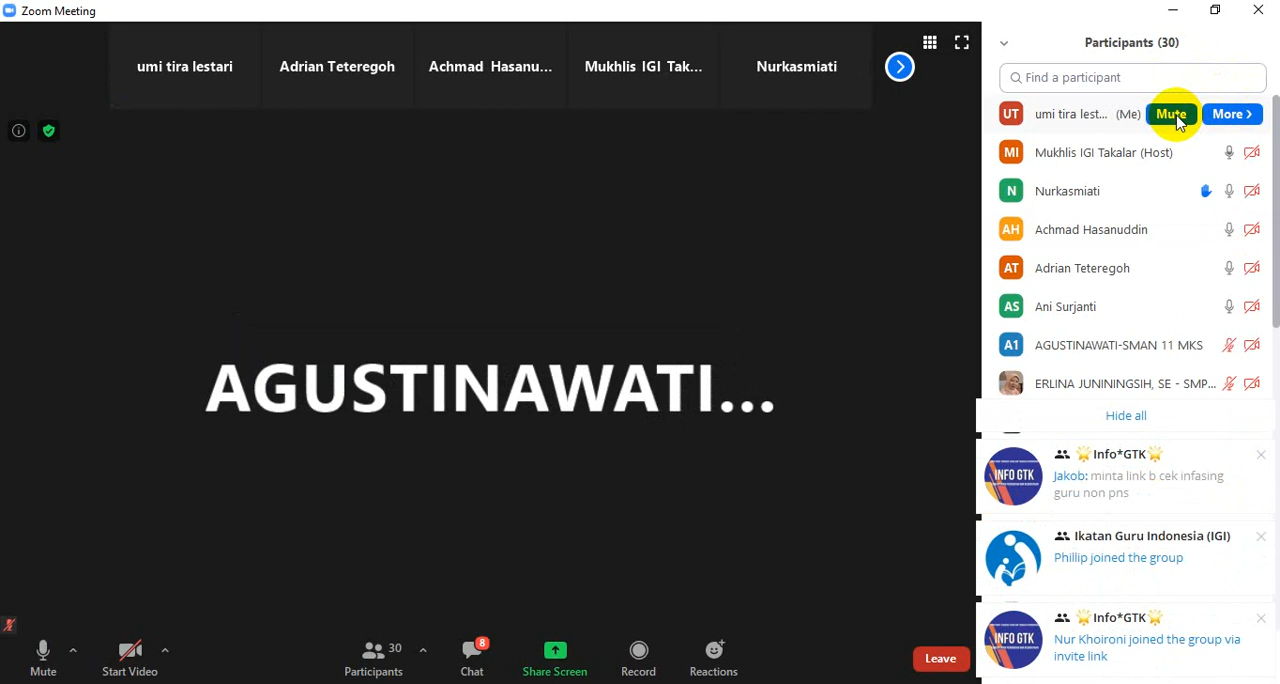 Zoom Meeting
umi tira lestari
Adrian Teteregoh
Achmad Hasanu...
Mukhlis IGI Tak...
Nurkasmiati
AGUSTINAWATI...
Participants (30)
Find a participant
UT umi tira lest... (Me) Mute More >
MI Mukhlis IGI Takalar (Host)
N Nurkasmiati
AH Achmad Hasanuddin
AT Adrian Teteregoh
AS Ani Surjanti
A1 AGUSTINAWATI-SMAN 11 MKS
ERLINA JUNININGSIH, SE - SMP...
Hide all
INFO GTK
Info*GTK
Jakob: minta link b cek infasing
guru non pns
Ikatan Guru Indonesia (IGI)
Phillip joined the group
INFO GTK
Info*GTK
Nur Khoironi joined the group via
invite link
Mute
Start Video
30
Participants
8
Chat
Share Screen
Record
Reactions
Leave